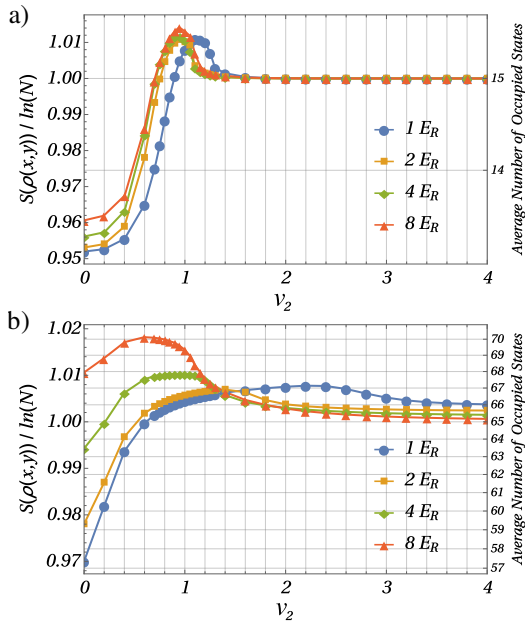 a)
S(ρ(x,y)) / ln(N)
1.01
1.00
0.99
0.98
0.97
0.96
0.95
0
1
2
3
4
v₂
15
14
Average Number of Occupied States
1 E_R
2 E_R
4 E_R
8 E_R
b)
S(ρ(x,y)) / ln(N)
1.02
1.01
1.00
0.99
0.98
0.97
0
1
2
3
4
v₂
70
69
68
67
66
65
64
63
62
61
60
59
58
57
Average Number of Occupied States
1 E_R
2 E_R
4 E_R
8 E_R